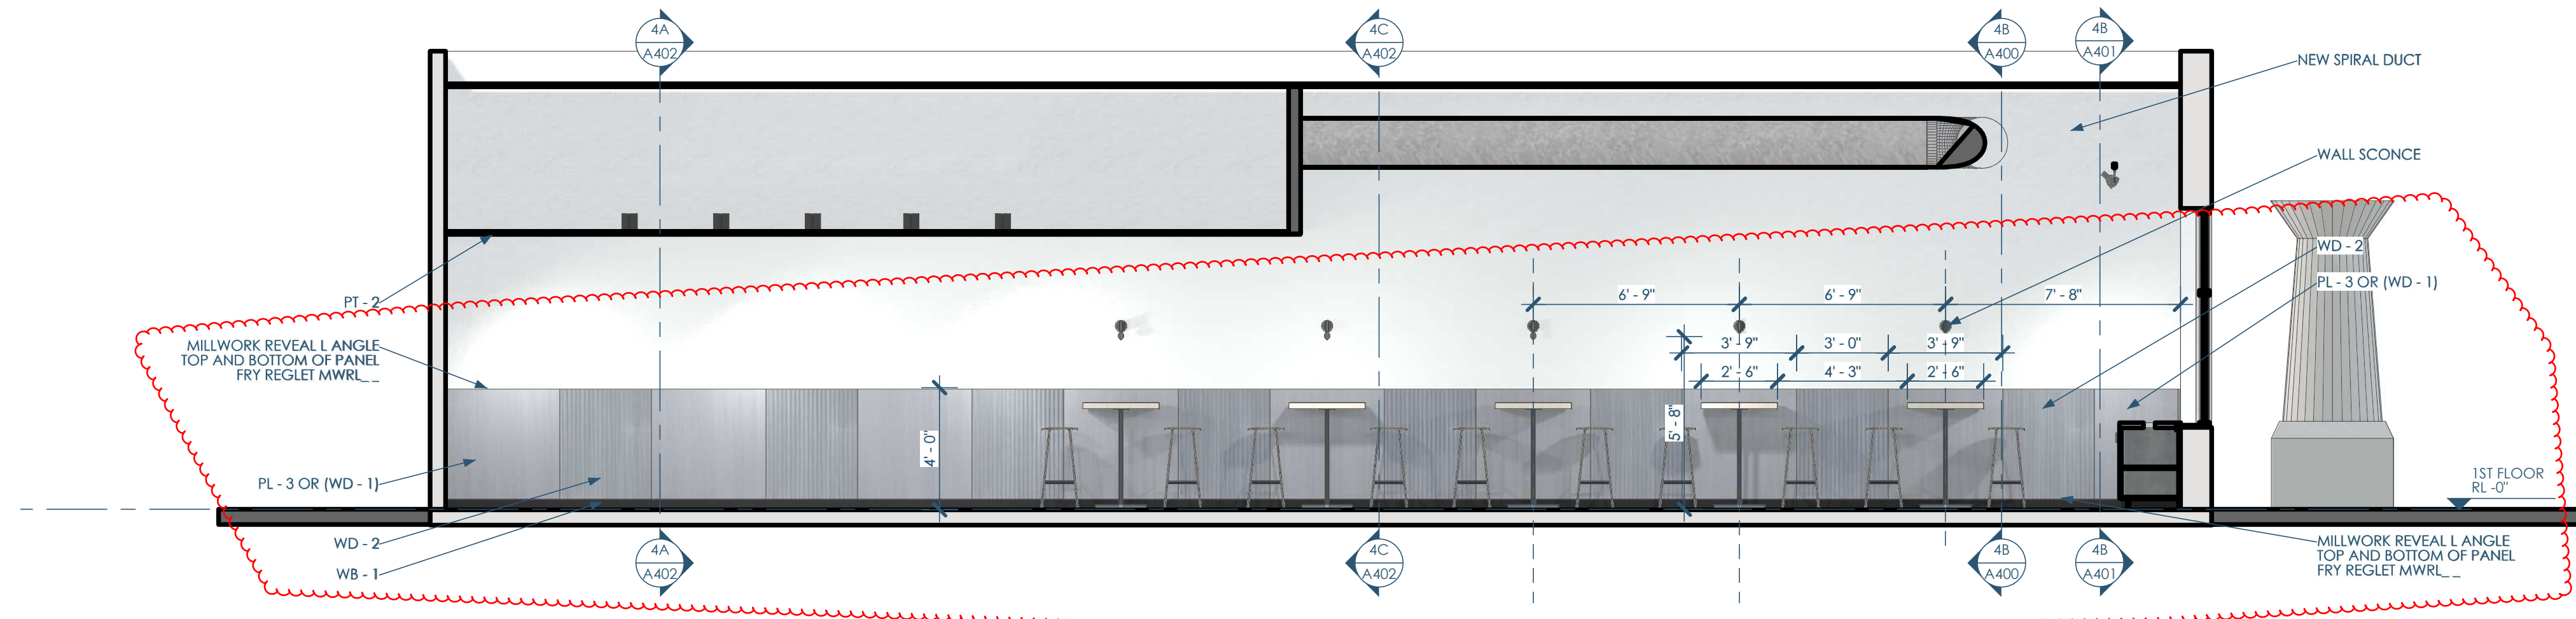 4A
A402
4C
A402
4B
A400
4B
A401
NEW SPIRAL DUCT
WALL SCONCE
WD - 2
PL - 3 OR (WD - 1)
PT - 2
6' - 9"
6' - 9"
7' - 8"
MILLWORK REVEAL L ANGLE
TOP AND BOTTOM OF PANEL
FRY REGLET MWRL_ _
3' - 9"
3' - 0"
3' - 9"
2' - 6"
4' - 3"
2' - 6"
4' - 0"
5' - 8"
PL - 3 OR (WD - 1)
1ST FLOOR
RL -0"
WD - 2
WB - 1
4A
A402
4C
A402
4B
A400
4B
A401
MILLWORK REVEAL L ANGLE
TOP AND BOTTOM OF PANEL
FRY REGLET MWRL_ _